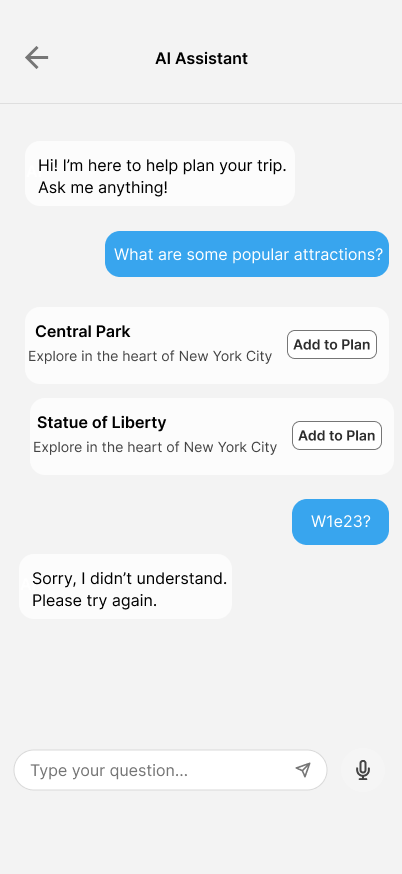 AI Assistant
Hi! I’m here to help plan your trip.
Ask me anything!
What are some popular attractions?
Central Park
Explore in the heart of New York City
Add to Plan
Statue of Liberty
Explore in the heart of New York City
Add to Plan
W1e23?
Sorry, I didn’t understand.
Please try again.
Type your question...